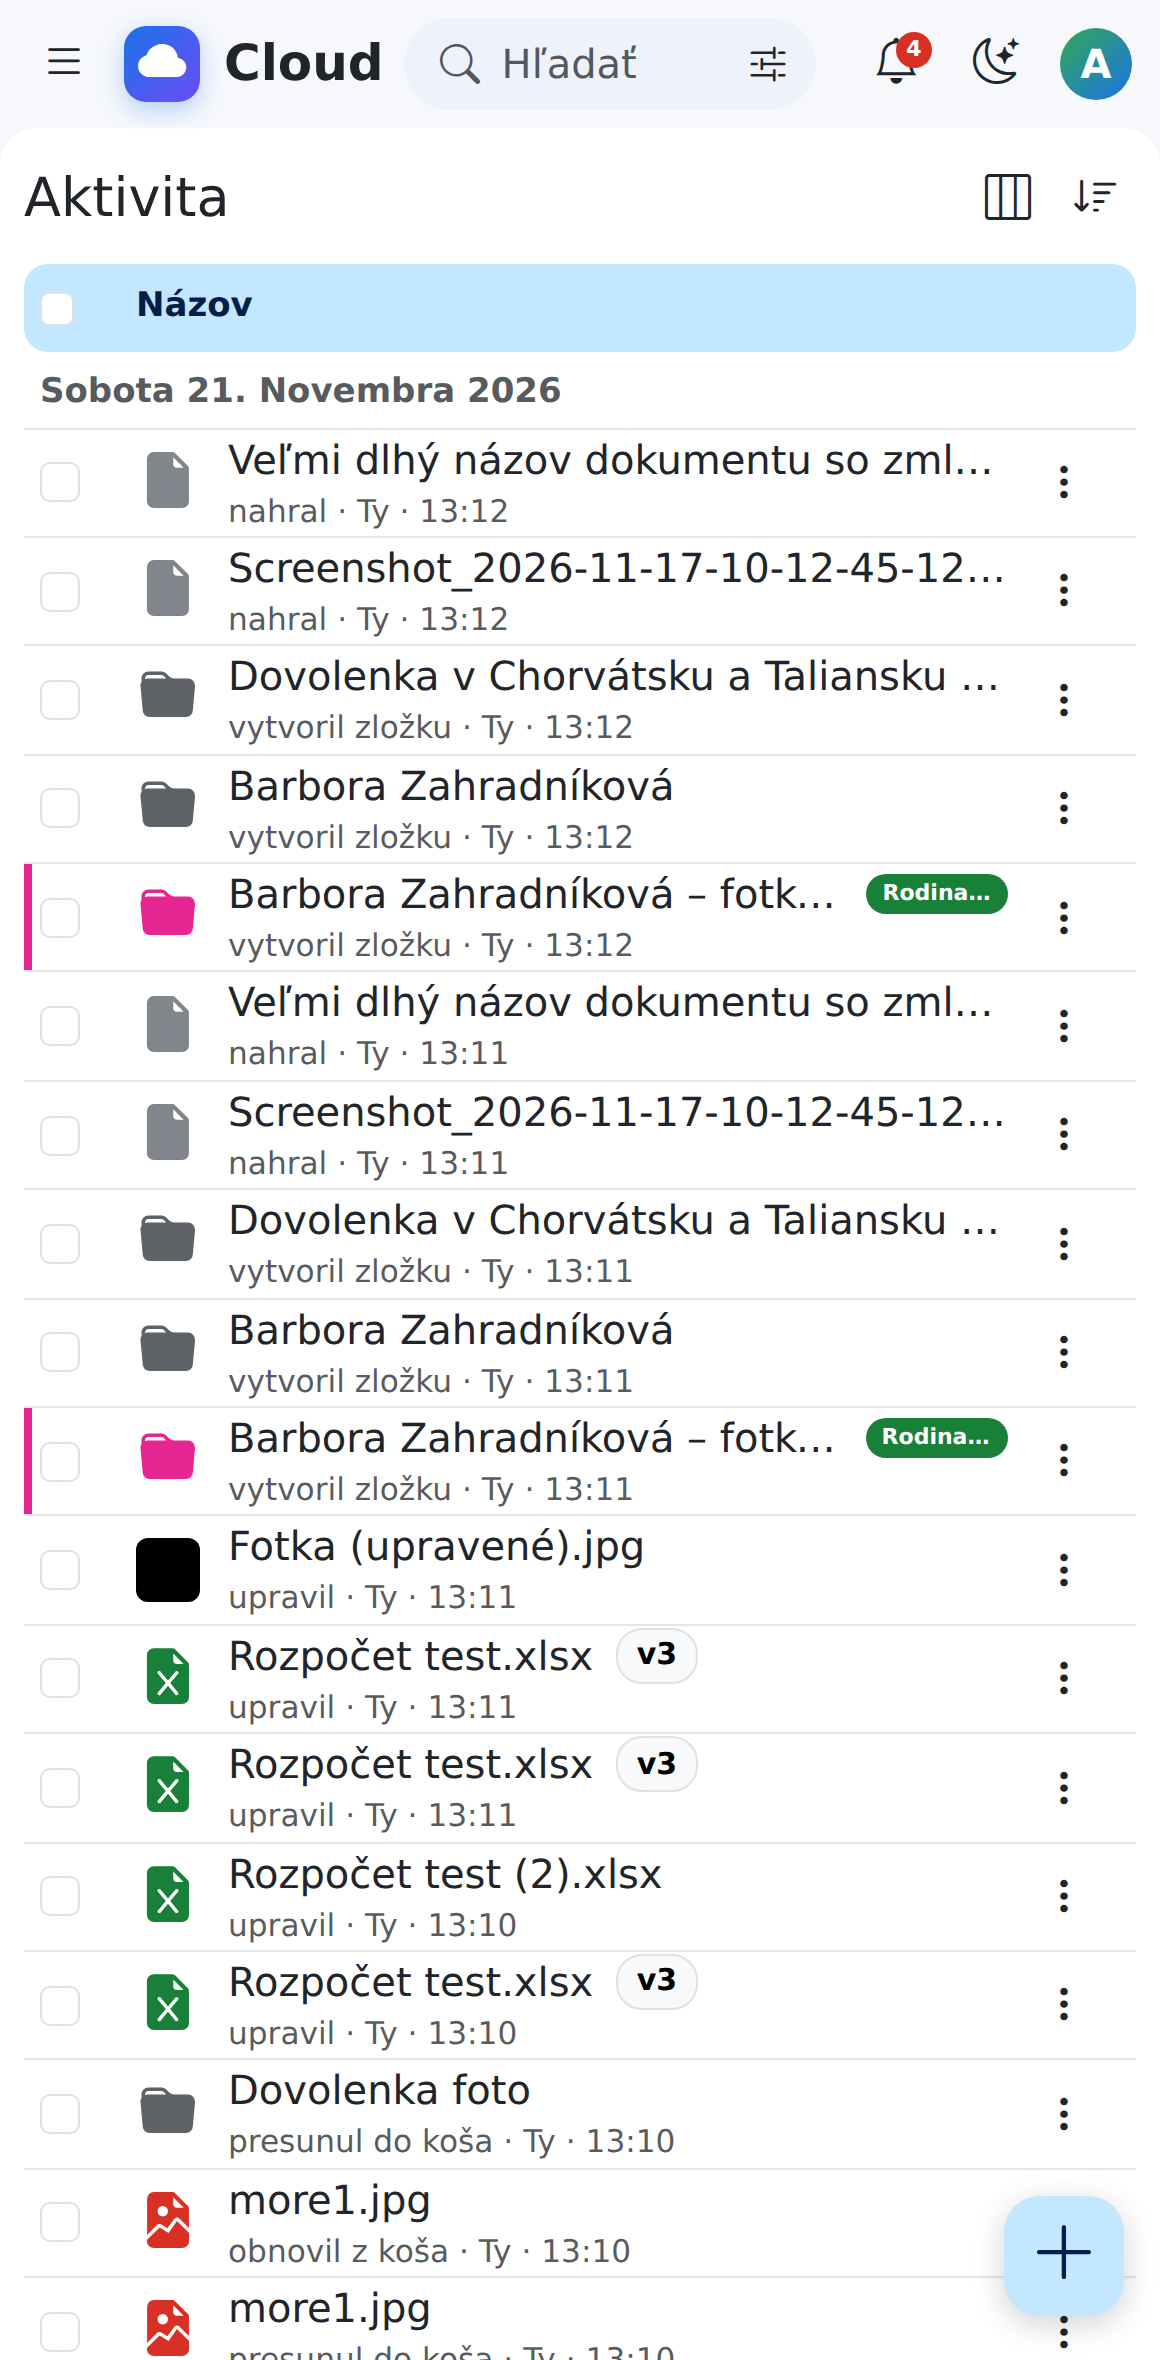 Cloud
Hľadať
4
A
Aktivita
Názov
Sobota 21. Novembra 2026
Veľmi dlhý názov dokumentu so zml...
nahral · Ty · 13:12
Screenshot_2026-11-17-10-12-45-12...
nahral · Ty · 13:12
Dovolenka v Chorvátsku a Taliansku ...
vytvoril zložku · Ty · 13:12
Barbora Zahradníková
vytvoril zložku · Ty · 13:12
Barbora Zahradníková – fotk... Rodina...
vytvoril zložku · Ty · 13:12
Veľmi dlhý názov dokumentu so zml...
nahral · Ty · 13:11
Screenshot_2026-11-17-10-12-45-12...
nahral · Ty · 13:11
Dovolenka v Chorvátsku a Taliansku ...
vytvoril zložku · Ty · 13:11
Barbora Zahradníková
vytvoril zložku · Ty · 13:11
Barbora Zahradníková – fotk... Rodina...
vytvoril zložku · Ty · 13:11
Fotka (upravené).jpg
upravil · Ty · 13:11
Rozpočet test.xlsx v3
upravil · Ty · 13:11
Rozpočet test.xlsx v3
upravil · Ty · 13:11
Rozpočet test (2).xlsx
upravil · Ty · 13:10
Rozpočet test.xlsx v3
upravil · Ty · 13:10
Dovolenka foto
presunul do koša · Ty · 13:10
more1.jpg
obnovil z koša · Ty · 13:10
more1.jpg
presunul do koša · Ty · 13:10